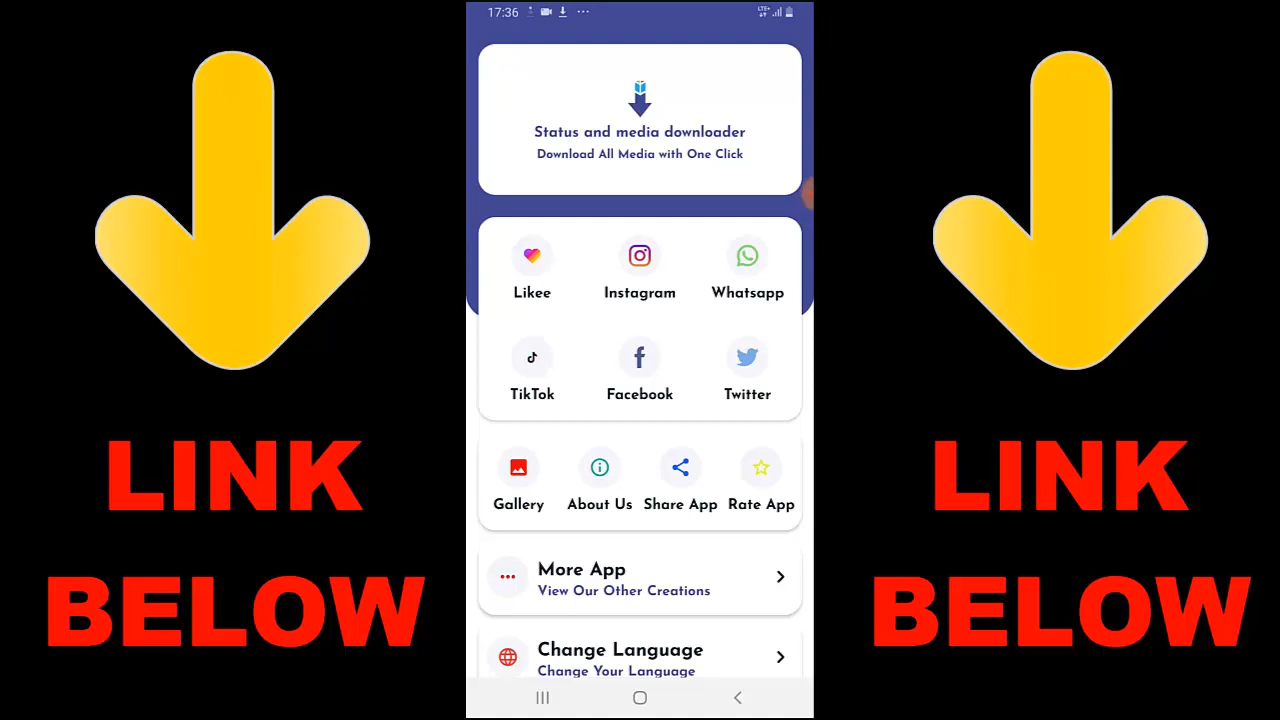 17:36
LTE+
Status and media downloader
Download All Media with One Click
Likee Instagram Whatsapp
TikTok Facebook Twitter
Gallery About Us Share App Rate App
More App
View Our Other Creations
Change Language
Change Your Language
LINK
BELOW
LINK
BELOW